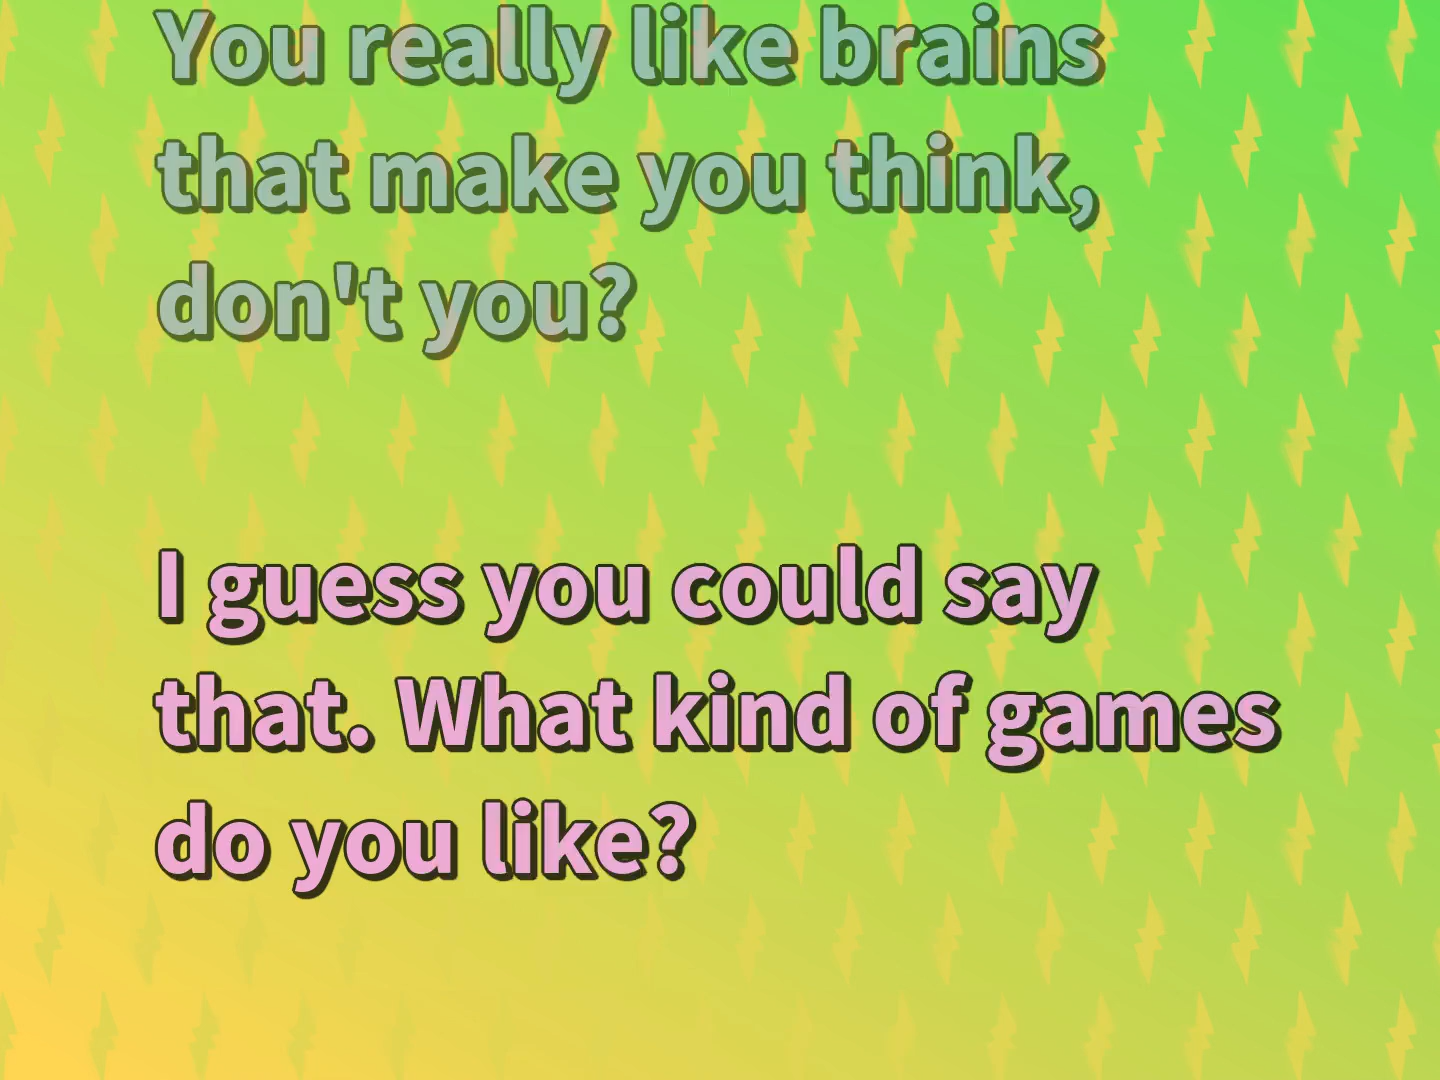 You really like brains
that make you think,
don't you?
I guess you could say
that. What kind of games
do you like?